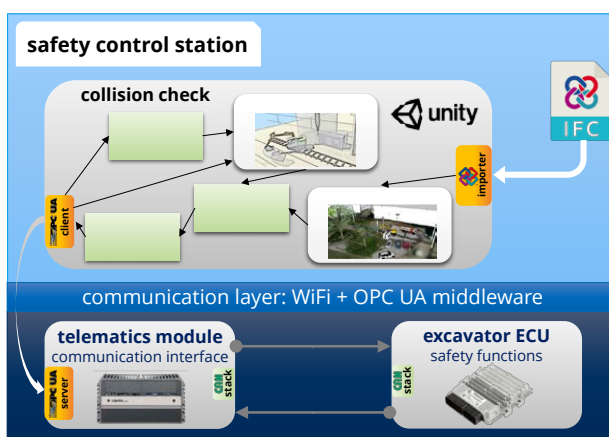 safety control station
collision check
unity
IFC
importer
OPC UA
client
communication layer: WiFi + OPC UA middleware
telematics module
communication interface
excavator ECU
safety functions
OPC UA
server
CAN
stack
CAN
stack